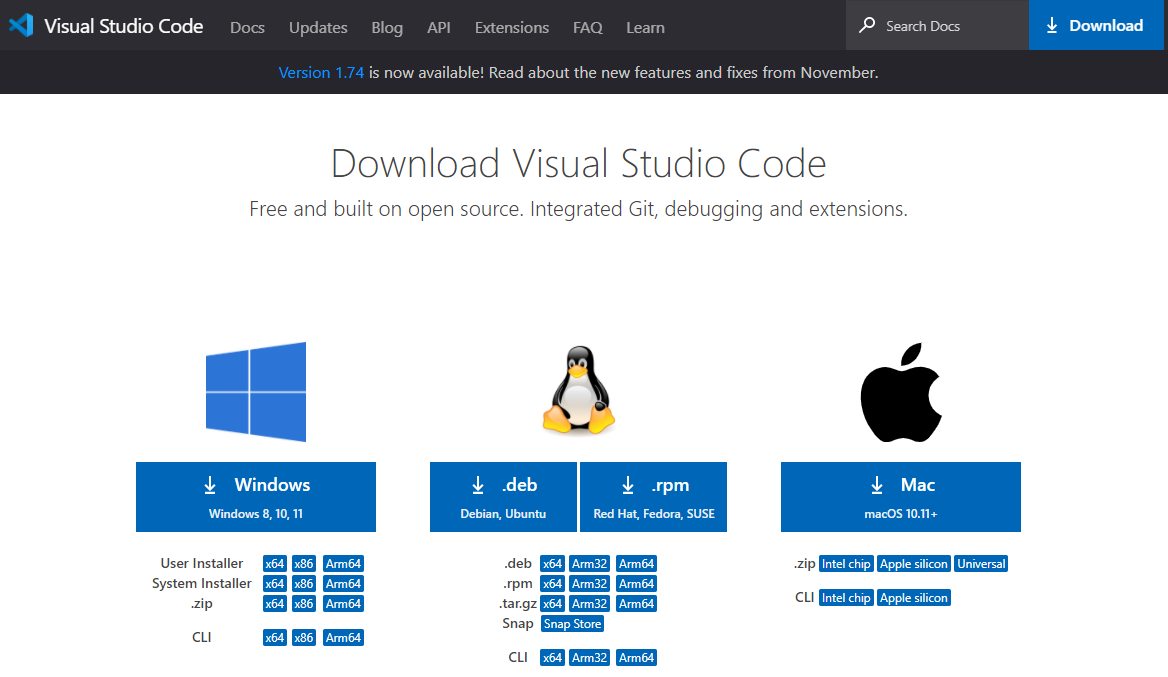 Visual Studio Code Docs Updates Blog API Extensions FAQ Learn Search Docs Download
Version 1.74 is now available! Read about the new features and fixes from November.
Download Visual Studio Code
Free and built on open source. Integrated Git, debugging and extensions.
Windows
Windows 8, 10, 11
User Installer x64 x86 Arm64
System Installer x64 x86 Arm64
.zip x64 x86 Arm64
CLI x64 x86 Arm64
.deb
Debian, Ubuntu
.rpm
Red Hat, Fedora, SUSE
.deb x64 Arm32 Arm64
.rpm x64 Arm32 Arm64
.tar.gz x64 Arm32 Arm64
Snap Snap Store
CLI x64 Arm32 Arm64
Mac
macOS 10.11+
.zip Intel chip Apple silicon Universal
CLI Intel chip Apple silicon